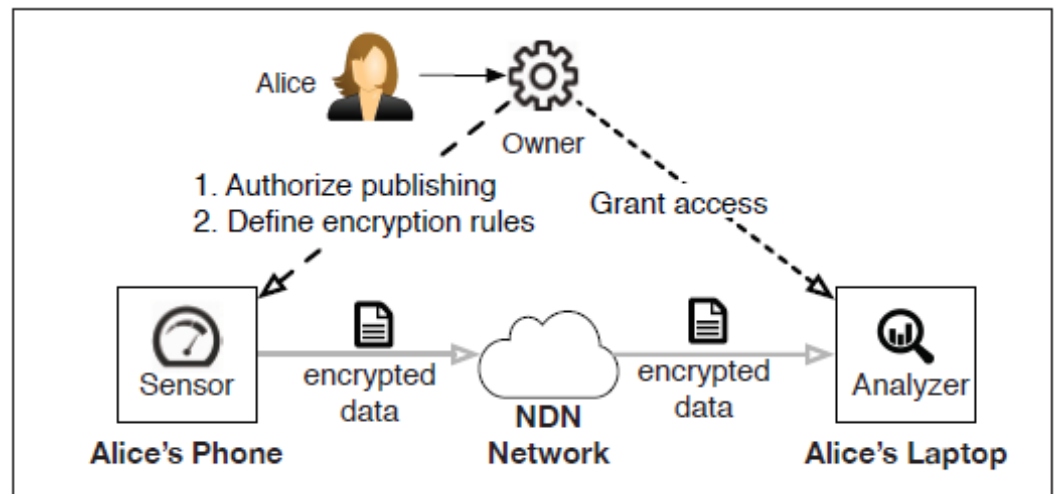 Alice
Owner
1. Authorize publishing
2. Define encryption rules
Grant access
Sensor
encrypted
data
encrypted
data
Analyzer
NDN
Network
Alice's Phone
Alice's Laptop